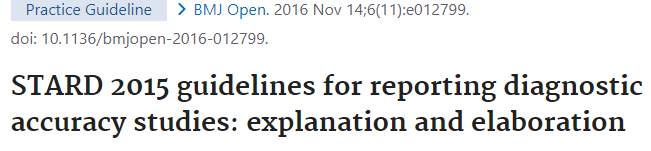 Practice Guideline > BMJ Open. 2016 Nov 14;6(11):e012799.
doi: 10.1136/bmjopen-2016-012799.
STARD 2015 guidelines for reporting diagnostic
accuracy studies: explanation and elaboration